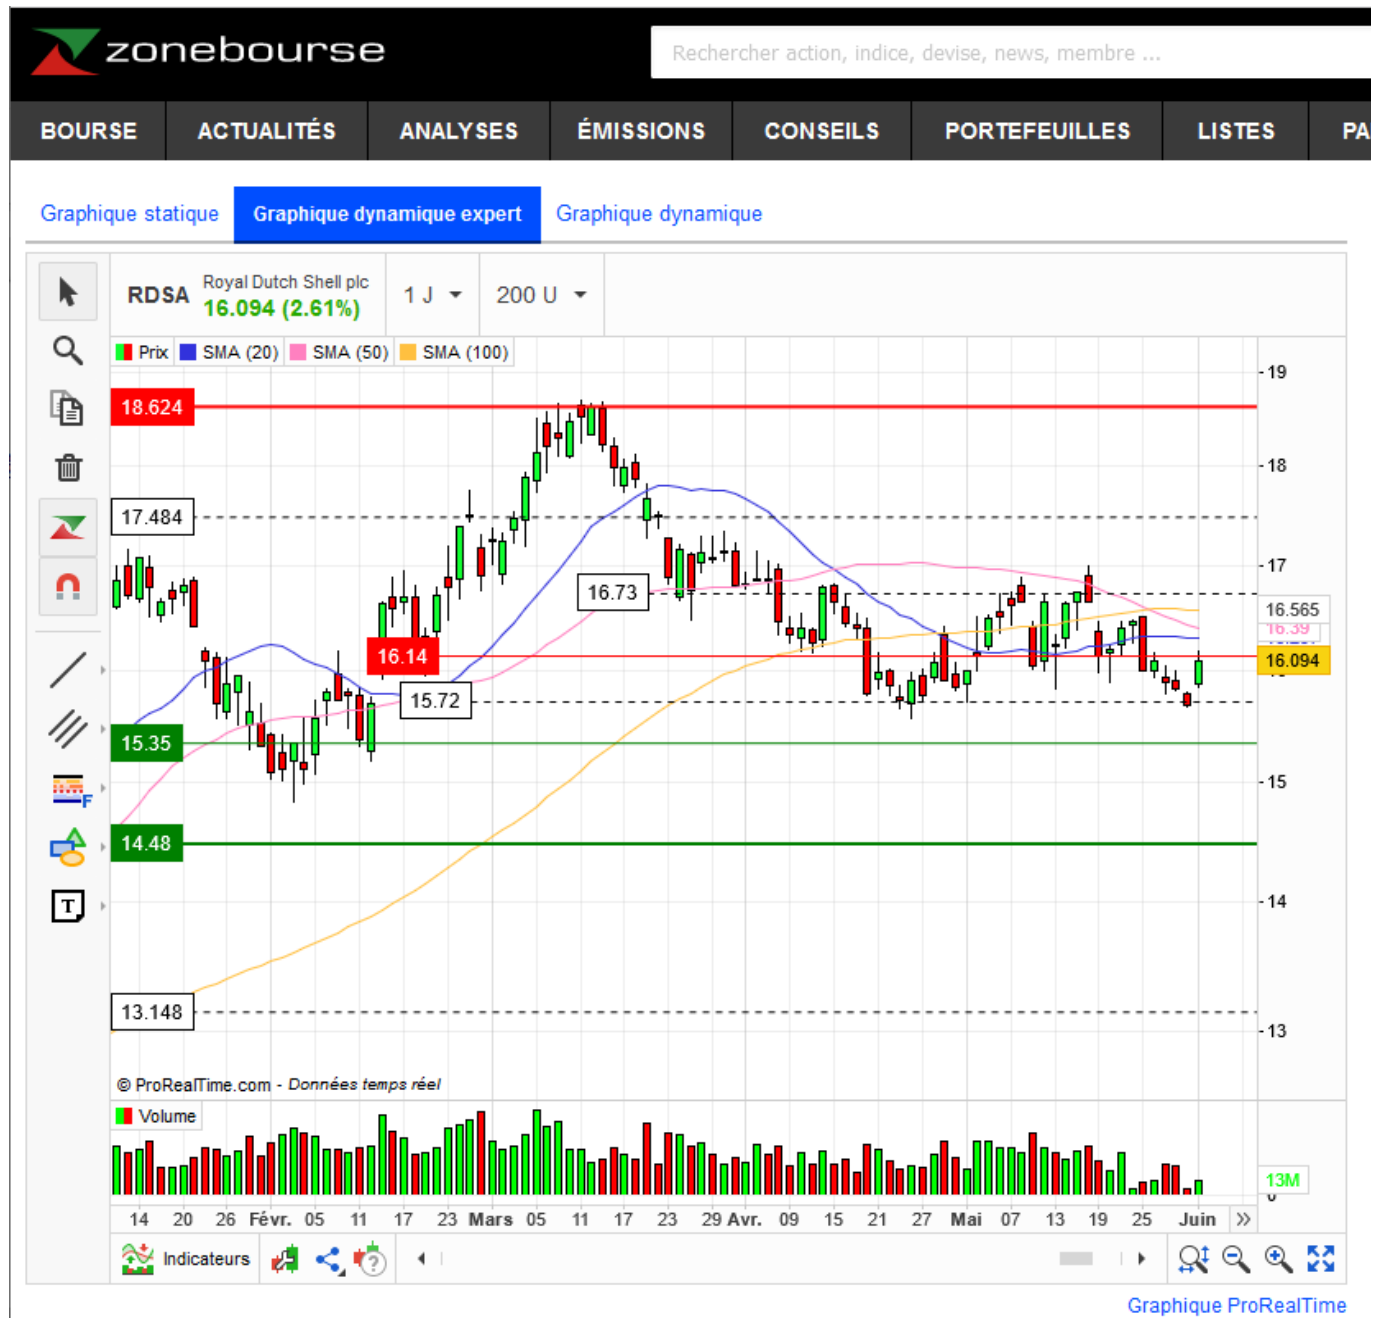 zonebourse
Rechercher action, indice, devise, news, membre ...
BOURSE ACTUALITÉS ANALYSES ÉMISSIONS CONSEILS PORTEFEUILLES LISTES PA
Graphique statique Graphique dynamique expert Graphique dynamique
RDSA Royal Dutch Shell plc 1 J 200 U
16.094 (2.61%)
Prix SMA (20) SMA (50) SMA (100)
19
18.624
18
17.484
17
16.73
16.565
16.39
16.14
16.094
15.72
15.35
15
14.48
14
13.148
13
© ProRealTime.com - Données temps réel
Volume
13M
0
14 20 26 Févr. 05 11 17 23 Mars 05 11 17 23 29 Avr. 09 15 21 27 Mai 07 13 19 25 Juin »
Indicateurs
Graphique ProRealTime